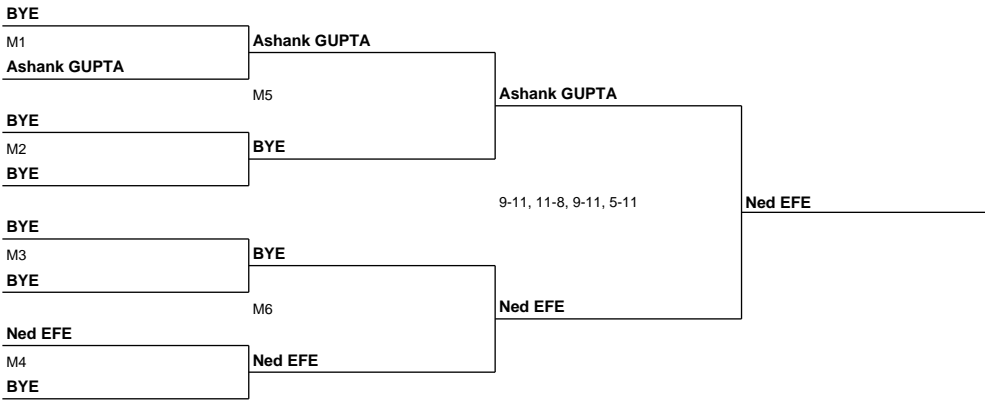 BYE
M1
Ashank GUPTA
Ashank GUPTA
M5
Ashank GUPTA
BYE
M2
BYE
BYE
9-11, 11-8, 9-11, 5-11
Ned EFE
BYE
M3
BYE
BYE
M6
Ned EFE
Ned EFE
M4
Ned EFE
BYE